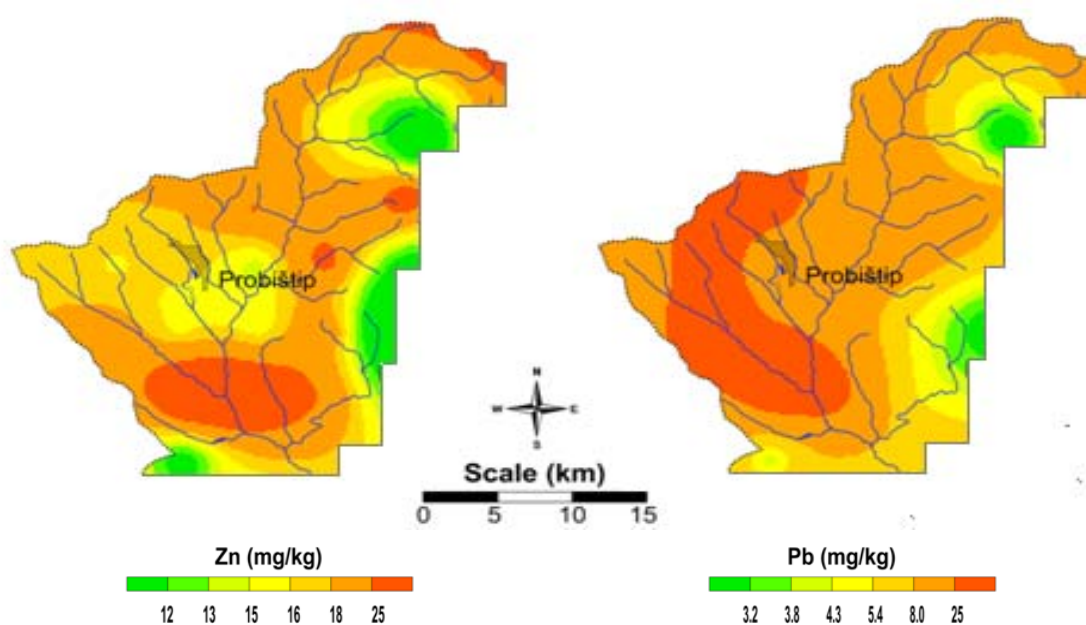 Probištip
Probištip
N
W E
S
Scale (km)
0 5 10 15
Zn (mg/kg)
12 13 15 16 18 25
Pb (mg/kg)
3.2 3.8 4.3 5.4 8.0 25